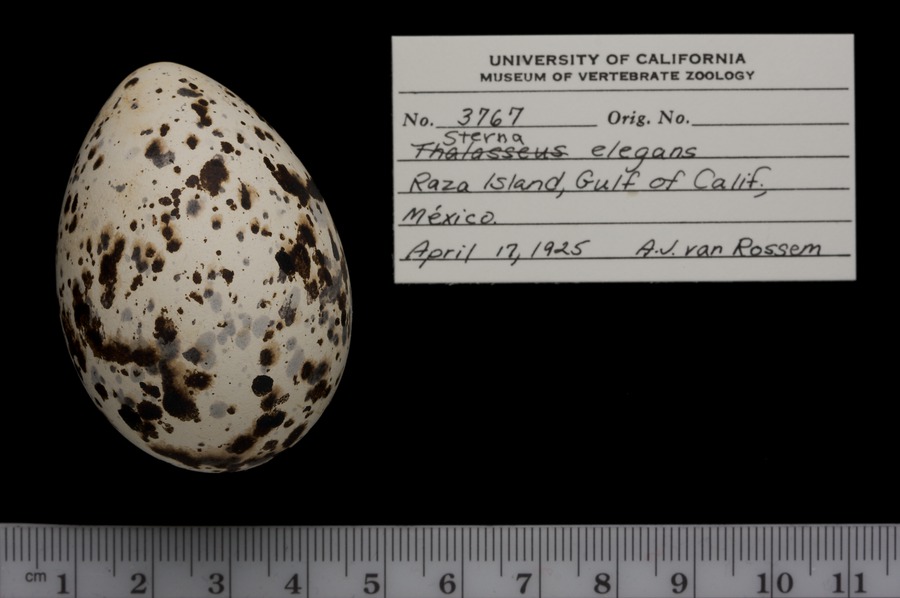 UNIVERSITY OF CALIFORNIA
MUSEUM OF VERTEBRATE ZOOLOGY
No. 3767 Orig. No.
Sterna
Thalasseus elegans
Raza Island, Gulf of Calif.,
México.
April 17, 1925 A.J. van Rossem
cm 1 2 3 4 5 6 7 8 9 10 11